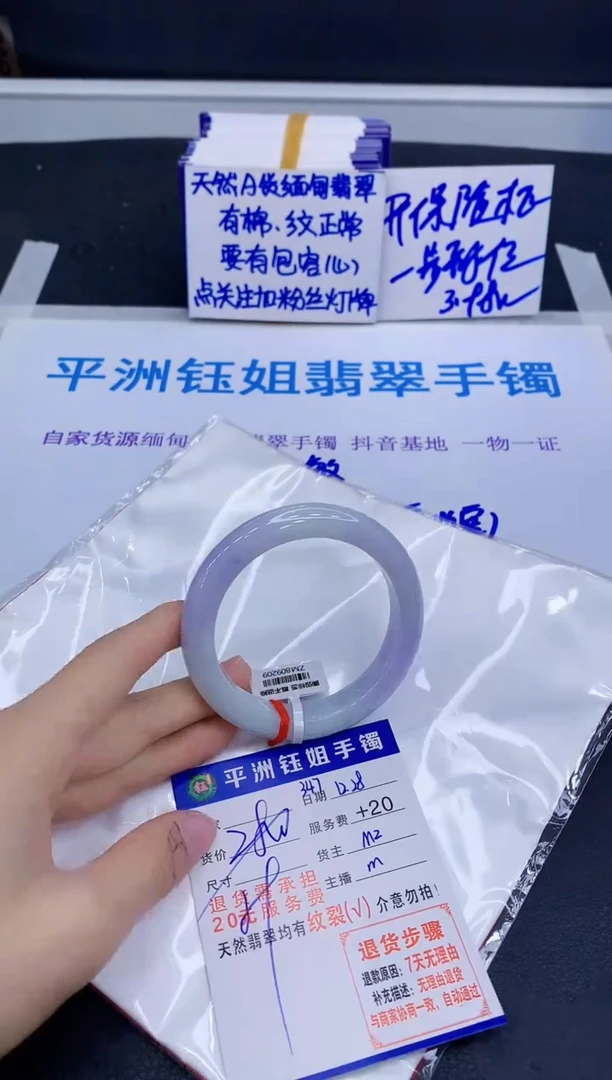 天然A货缅甸翡翠
有棉、纹正常
要有包容(心)
点关注加粉丝灯牌
开保险柜
一步到位
平洲钰姐翡翠手镯
自家货源缅甸 翠手镯 抖音基地 一物一证
ZM809209
钰
平洲钰姐手镯
日期 12.28
货价 服务费 +20
尺寸 货主 M2
主播 m
退货需承担
20元服务费
天然翡翠均有纹裂(√) 介意勿拍!
退货步骤
退款原因: 7天无理由
补充描述: 无理由退货
与商家协商一致, 自动通过